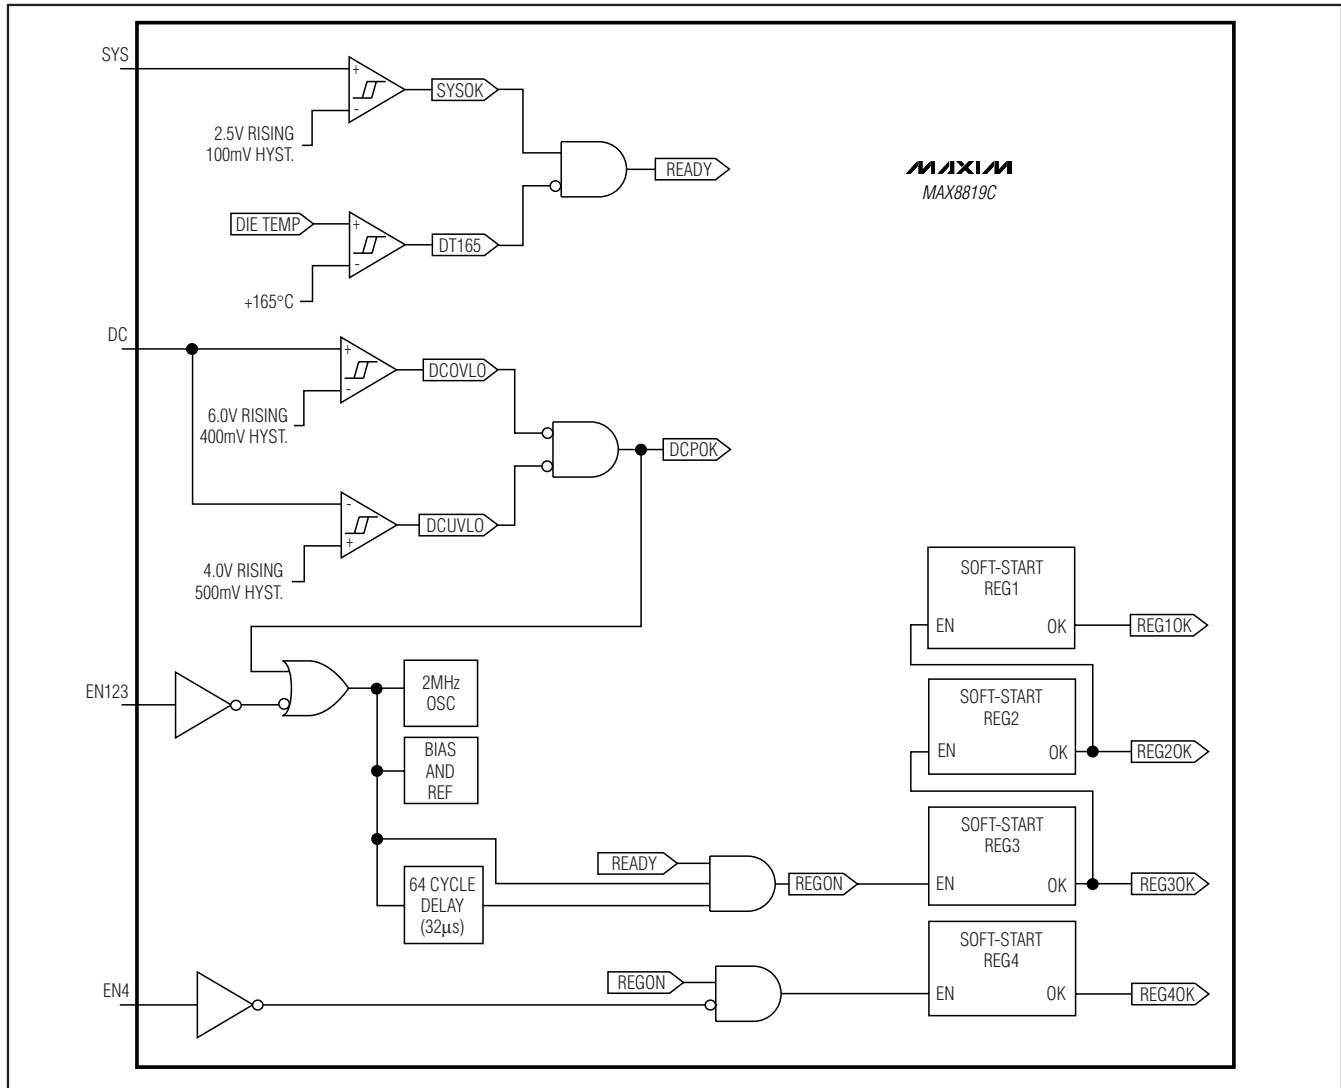 SYS
+
SYSOK
-
2.5V RISING
100mV HYST.
READY
MAXIM
MAX8819C
DIE TEMP
+
DT165
-
+165°C
DC
+
DCOVLO
-
6.0V RISING
400mV HYST.
DCPOK
-
DCUVLO
+
4.0V RISING
500mV HYST.
SOFT-START
REG1
EN
OK
REG1OK
EN123
2MHz
OSC
SOFT-START
REG2
EN
OK
REG2OK
BIAS
AND
REF
SOFT-START
REG3
READY
64 CYCLE
DELAY
(32µs)
REGON
EN
OK
REG3OK
SOFT-START
REG4
EN4
REGON
EN
OK
REG4OK